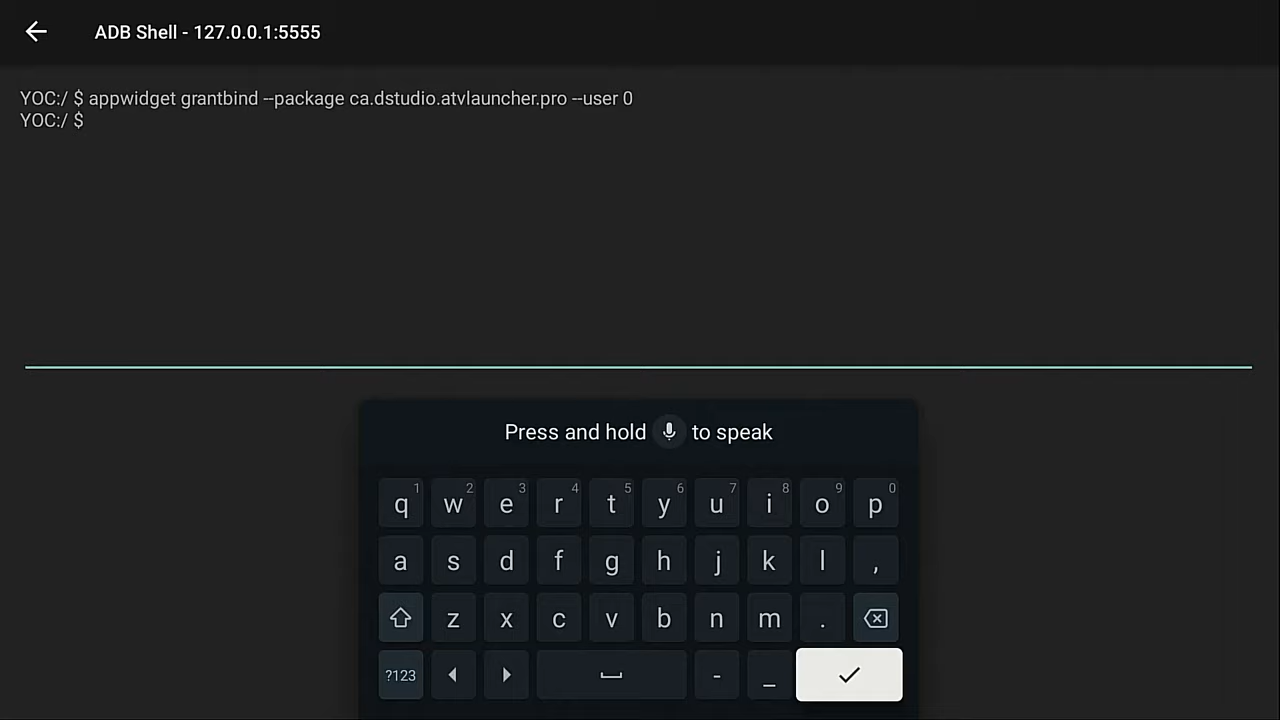 ADB Shell - 127.0.0.1:5555
YOC:/ $ appwidget grantbind --package ca.dstudio.atvlauncher.pro --user 0
YOC:/ $
Press and hold to speak
q 1 w 2 e 3 r 4 t 5 y 6 u 7 i 8 o 9 p 0
a s d f g h j k l ,
z x c v b n m .
?123 - _